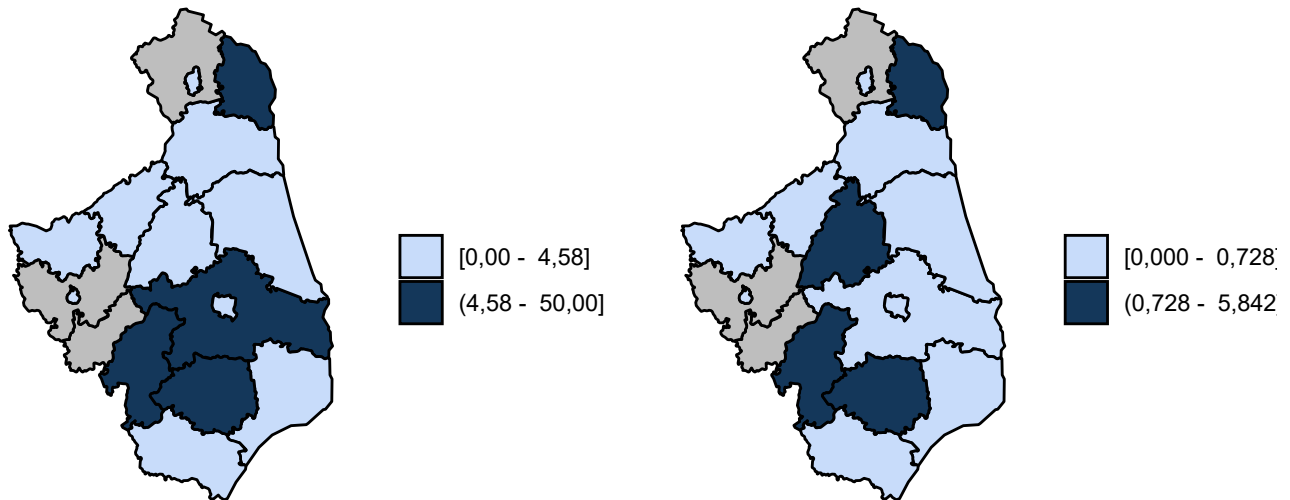 [0,00 - 4,58]
(4,58 - 50,00]
[0,000 - 0,728]
(0,728 - 5,842]